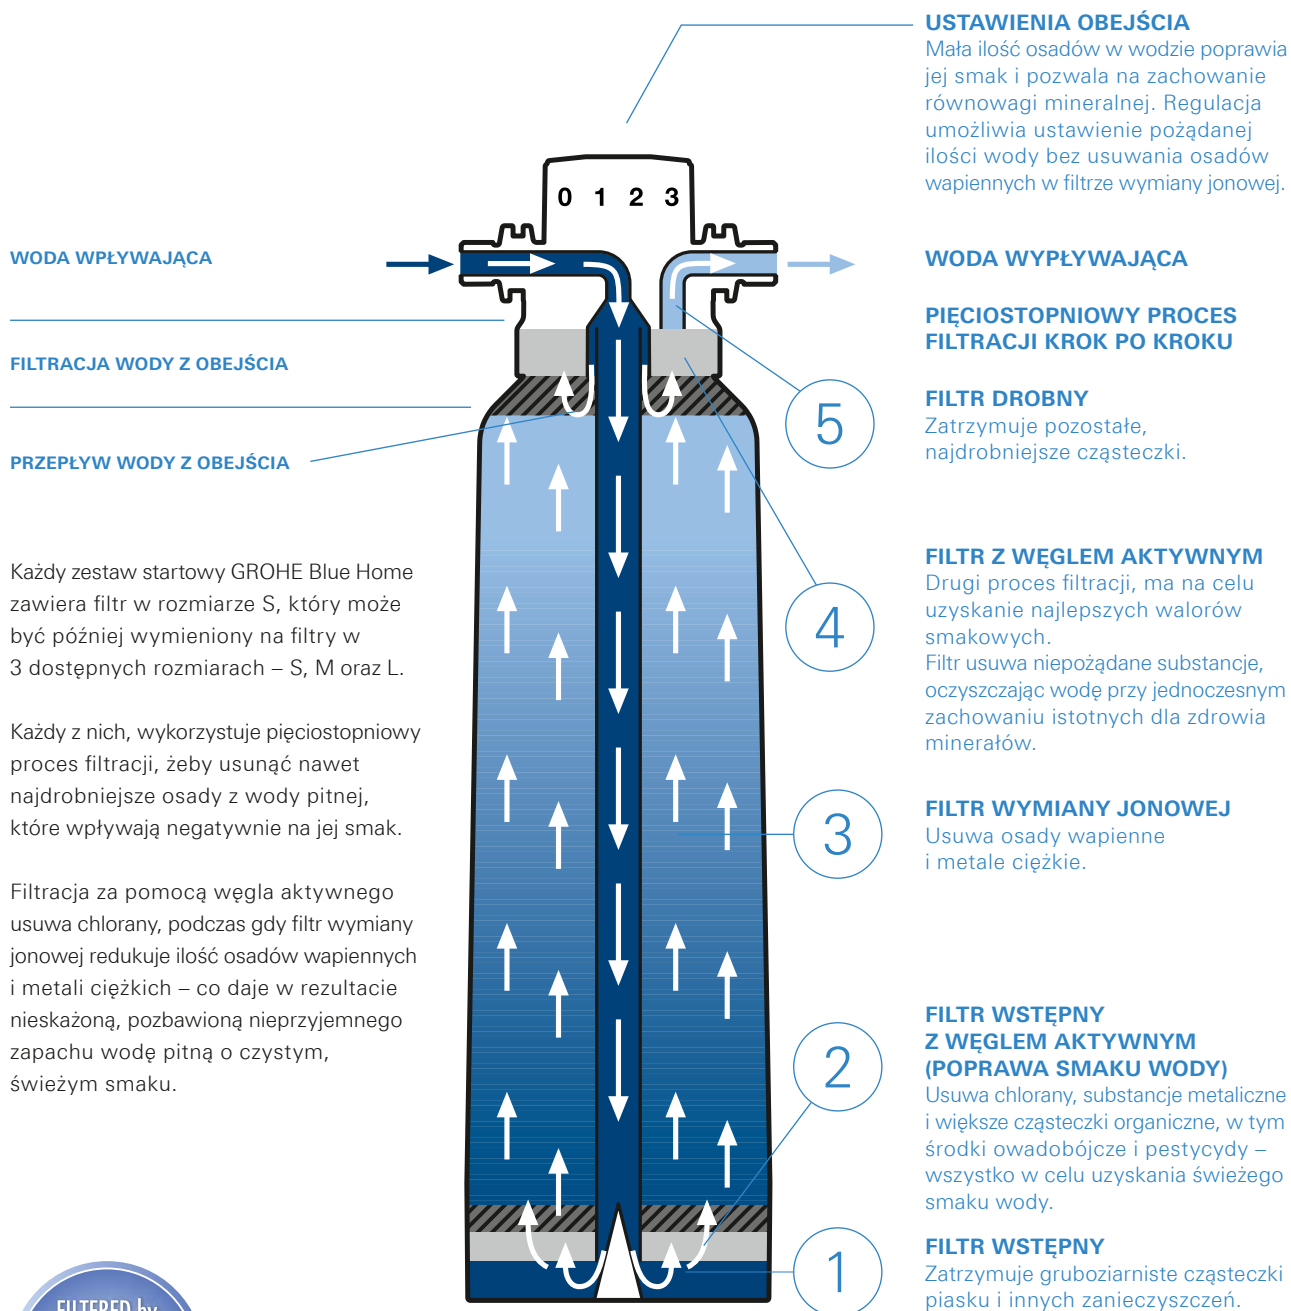 USTAWIENIA OBEJŚCIA
Mała ilość osadów w wodzie poprawia
jej smak i pozwala na zachowanie
równowagi mineralnej. Regulacja
umożliwia ustawienie pożądanej
ilości wody bez usuwania osadów
wapiennych w filtrze wymiany jonowej.
0 1 2 3
WODA WPŁYWAJĄCA
WODA WYPŁYWAJĄCA
FILTRACJA WODY Z OBEJŚCIA
PRZEPŁYW WODY Z OBEJŚCIA
Każdy zestaw startowy GROHE Blue Home
zawiera filtr w rozmiarze S, który może
być później wymieniony na filtry w
3 dostępnych rozmiarach – S, M oraz L.
Każdy z nich, wykorzystuje pięciostopniowy
proces filtracji, żeby usunąć nawet
najdrobniejsze osady z wody pitnej,
które wpływają negatywnie na jej smak.
Filtracja za pomocą węgla aktywnego
usuwa chlorany, podczas gdy filtr wymiany
jonowej redukuje ilość osadów wapiennych
i metali ciężkich – co daje w rezultacie
nieskażoną, pozbawioną nieprzyjemnego
zapachu wodę pitną o czystym,
świeżym smaku.
PIĘCIOSTOPNIOWY PROCES
FILTRACJI KROK PO KROKU
5
FILTR DROBNY
Zatrzymuje pozostałe,
najdrobniejsze cząsteczki.
4
FILTR Z WĘGLEM AKTYWNYM
Drugi proces filtracji, ma na celu
uzyskanie najlepszych walorów
smakowych.
Filtr usuwa niepożądane substancje,
oczyszczając wodę przy jednoczesnym
zachowaniu istotnych dla zdrowia
minerałów.
3
FILTR WYMIANY JONOWEJ
Usuwa osady wapienne
i metale ciężkie.
2
FILTR WSTĘPNY
Z WĘGLEM AKTYWNYM
(POPRAWA SMAKU WODY)
Usuwa chlorany, substancje metaliczne
i większe cząsteczki organiczne, w tym
środki owadobójcze i pestycydy –
wszystko w celu uzyskania świeżego
smaku wody.
1
FILTR WSTĘPNY
Zatrzymuje gruboziarniste cząsteczki
piasku i innych zanieczyszczeń.
FILTERED by